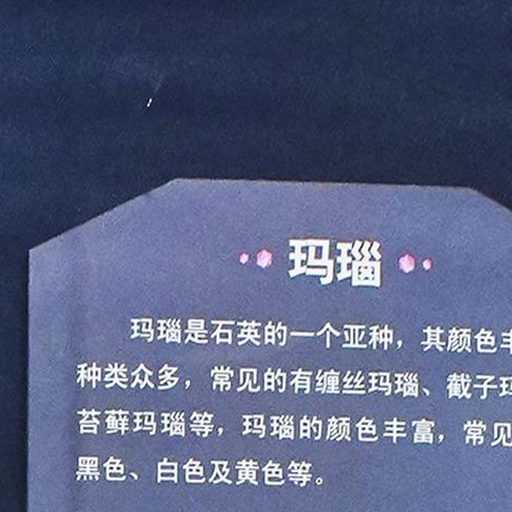 玛瑙
玛瑙是石英的一个亚种，其颜色丰
种类众多，常见的有缠丝玛瑙、截子玛
苔藓玛瑙等，玛瑙的颜色丰富，常见
黑色、白色及黄色等。